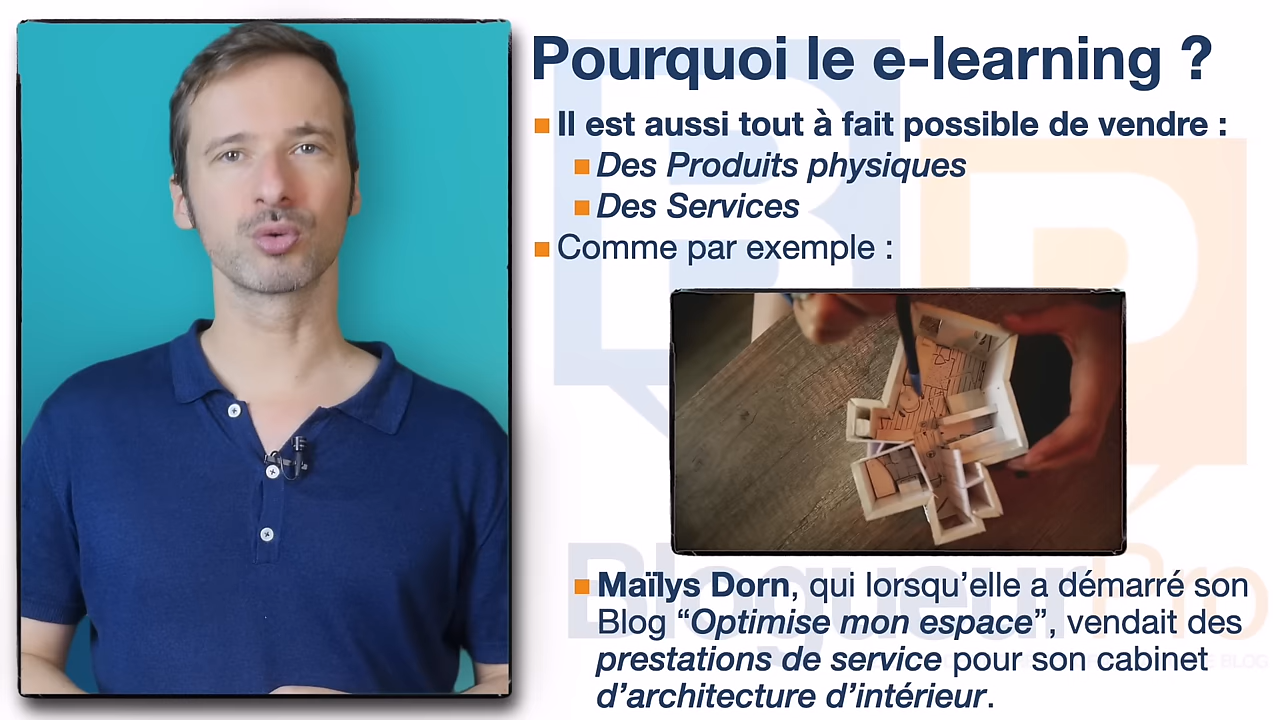 Pourquoi le e-learning ?
Il est aussi tout à fait possible de vendre :
Des Produits physiques
Des Services
Comme par exemple :
Maïlys Dorn, qui lorsqu’elle a démarré son
Blog “Optimise mon espace”, vendait des
prestations de service pour son cabinet
d’architecture d’intérieur.
BlogueurPro